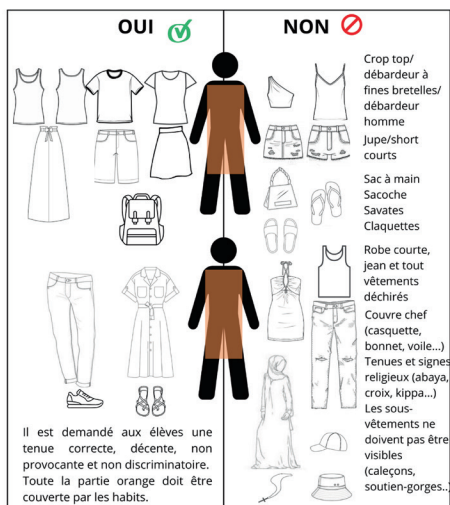 OUI
NON
Crop top/
débardeur à
fines bretelles/
débardeur
homme
Jupe/short
courts
Sac à main
Sacoche
Savates
Claquettes
Robe courte,
jean et tout
vêtements
déchirés
Couvre chef
(casquette,
bonnet, voile...)
Tenues et signes
religieux (abaya,
croix, kippa...)
Les sous-
vêtements ne
doivent pas être
visibles
(caleçons,
soutien-gorges..)
Il est demandé aux élèves une
tenue correcte, décente, non
provocante et non discriminatoire.
Toute la partie orange doit être
couverte par les habits.